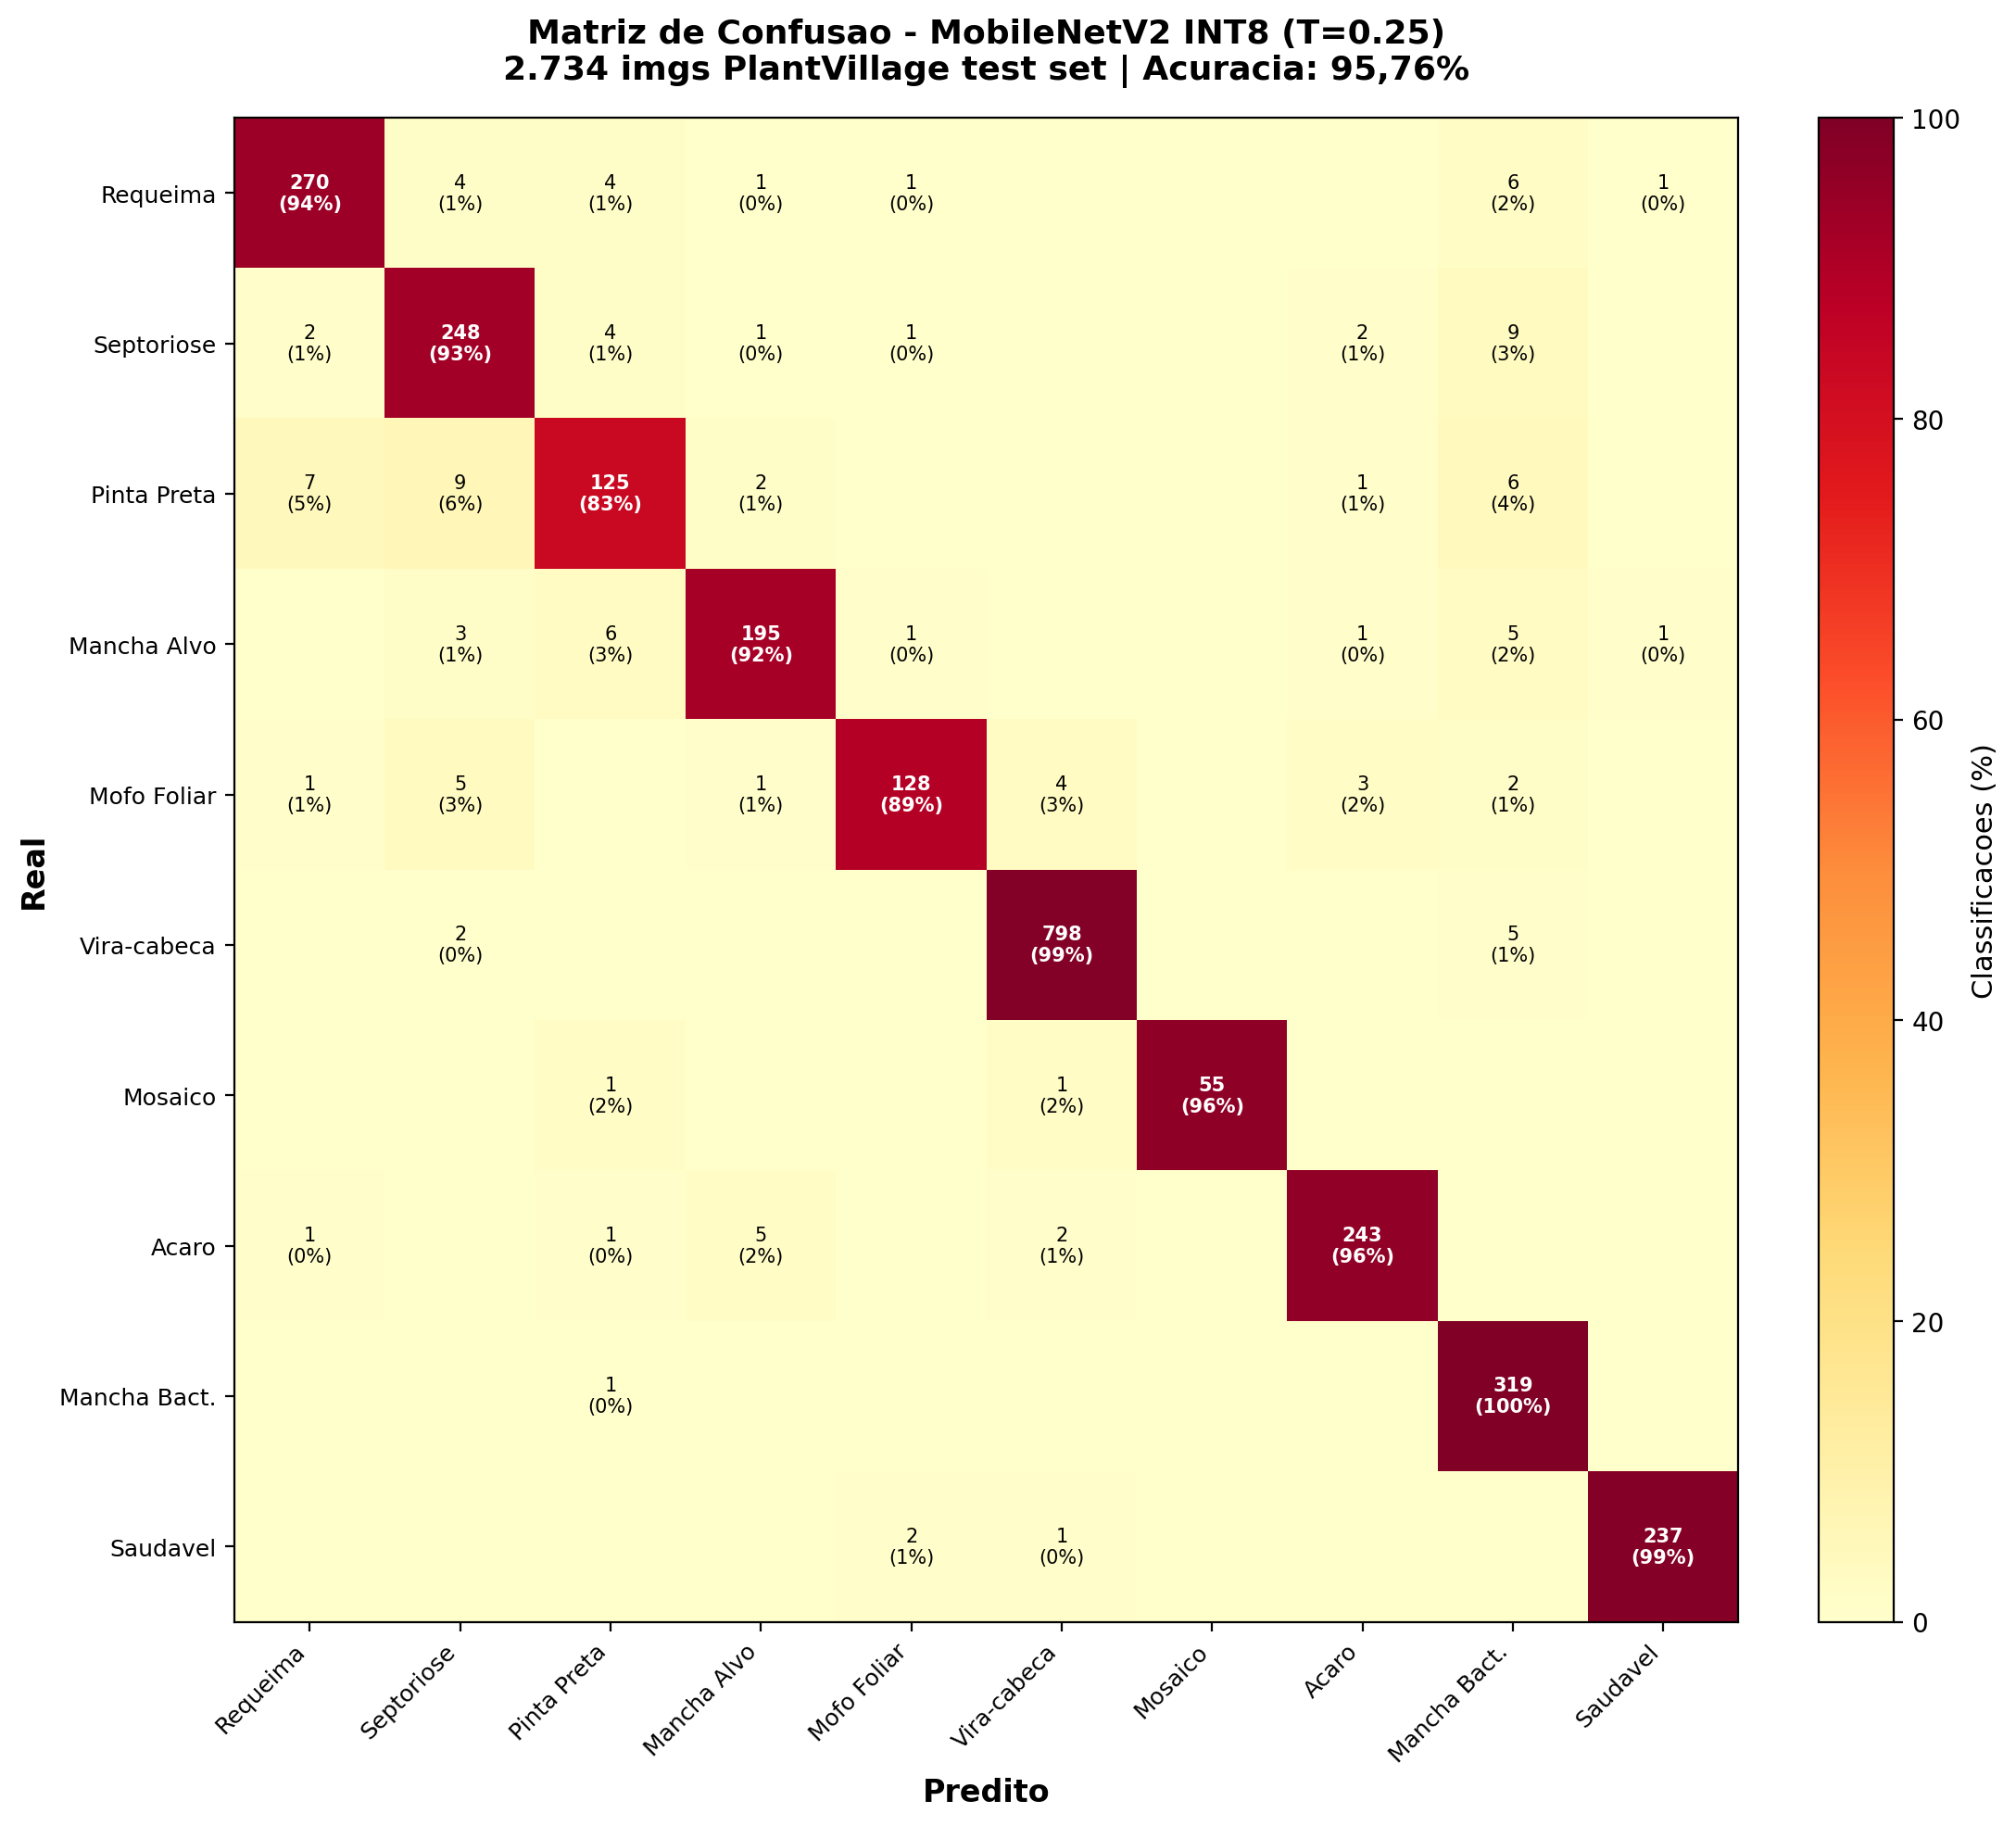 Matriz de Confusao - MobileNetV2 INT8 (T=0.25)
2.734 imgs PlantVillage test set | Acuracia: 95,76%
Real
Requeima
270 4 4 1 1 6 1
(94%) (1%) (1%) (0%) (0%) (2%) (0%)
Septoriose
2 248 4 1 1 2 9
(1%) (93%) (1%) (0%) (0%) (1%) (3%)
Pinta Preta
7 9 125 2 1 6
(5%) (6%) (83%) (1%) (1%) (4%)
Mancha Alvo
3 6 195 1 1 5 1
(1%) (3%) (92%) (0%) (0%) (2%) (0%)
Mofo Foliar
1 5 1 128 4 3 2
(1%) (3%) (1%) (89%) (3%) (2%) (1%)
Vira-cabeca
2 798 5
(0%) (99%) (1%)
Mosaico
1 1 55
(2%) (2%) (96%)
Acaro
1 1 5 2 243
(0%) (0%) (2%) (1%) (96%)
Mancha Bact.
1 319
(0%) (100%)
Saudavel
2 1 237
(1%) (0%) (99%)
Requeima
Septoriose
Pinta Preta
Mancha Alvo
Mofo Foliar
Vira-cabeca
Mosaico
Acaro
Mancha Bact.
Saudavel
Predito
100
80
60
40
20
0
Classificacoes (%)